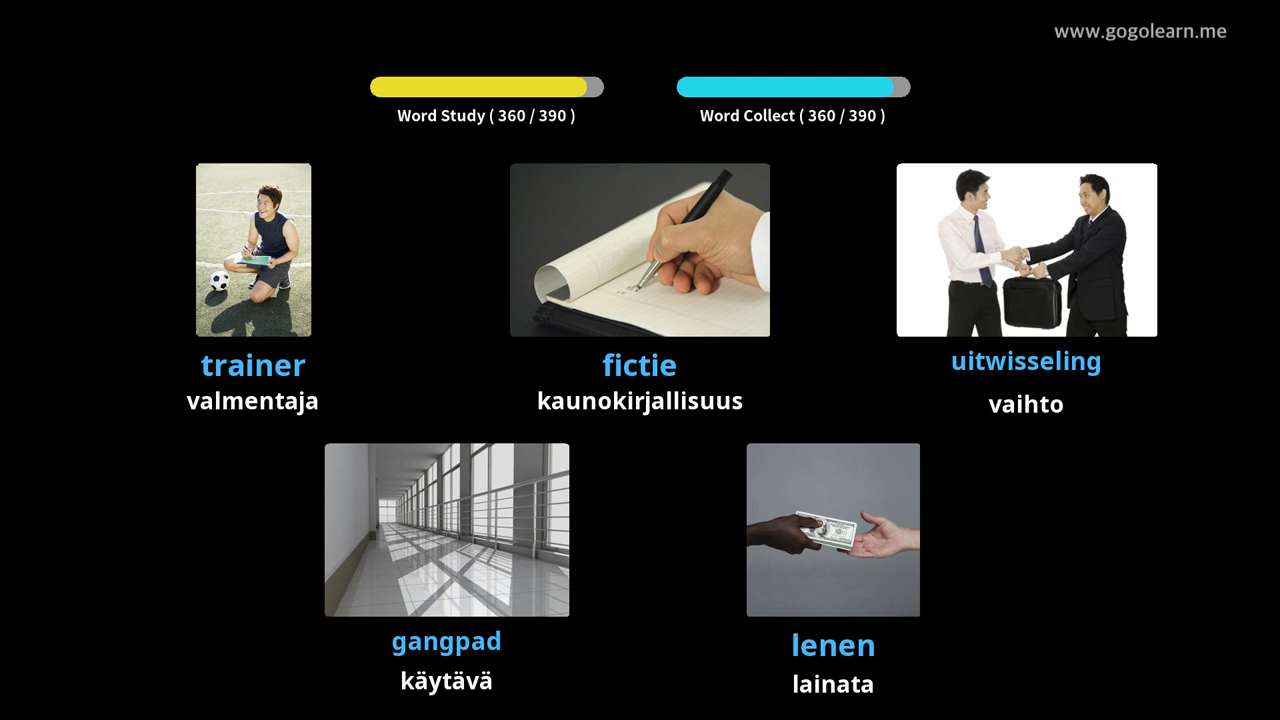 www.gogolearn.me
Word Study ( 360 / 390 )
Word Collect ( 360 / 390 )
trainer
valmentaja
fictie
kaunokirjallisuus
uitwisseling
vaihto
gangpad
käytävä
lenen
lainata